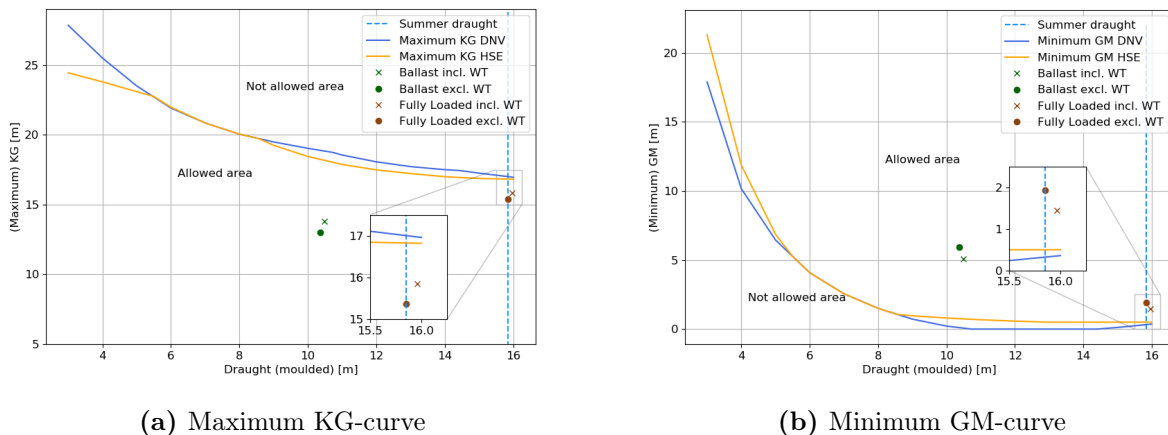 25
20
15
10
5
4
6
8
10
12
14
16
(Maximum) KG [m]
Draught (moulded) [m]
Summer draught
Maximum KG DNV
Maximum KG HSE
Ballast incl. WT
Ballast excl. WT
Fully Loaded incl. WT
Fully Loaded excl. WT
Not allowed area
Allowed area
17
16
15
15.5
16.0
(a) Maximum KG-curve
20
15
10
5
0
4
6
8
10
12
14
16
(Minimum) GM [m]
Draught (moulded) [m]
Summer draught
Minimum GM DNV
Minimum GM HSE
Ballast incl. WT
Ballast excl. WT
Fully Loaded incl. WT
Fully Loaded excl. WT
Allowed area
Not allowed area
2
1
0
15.5
16.0
(b) Minimum GM-curve